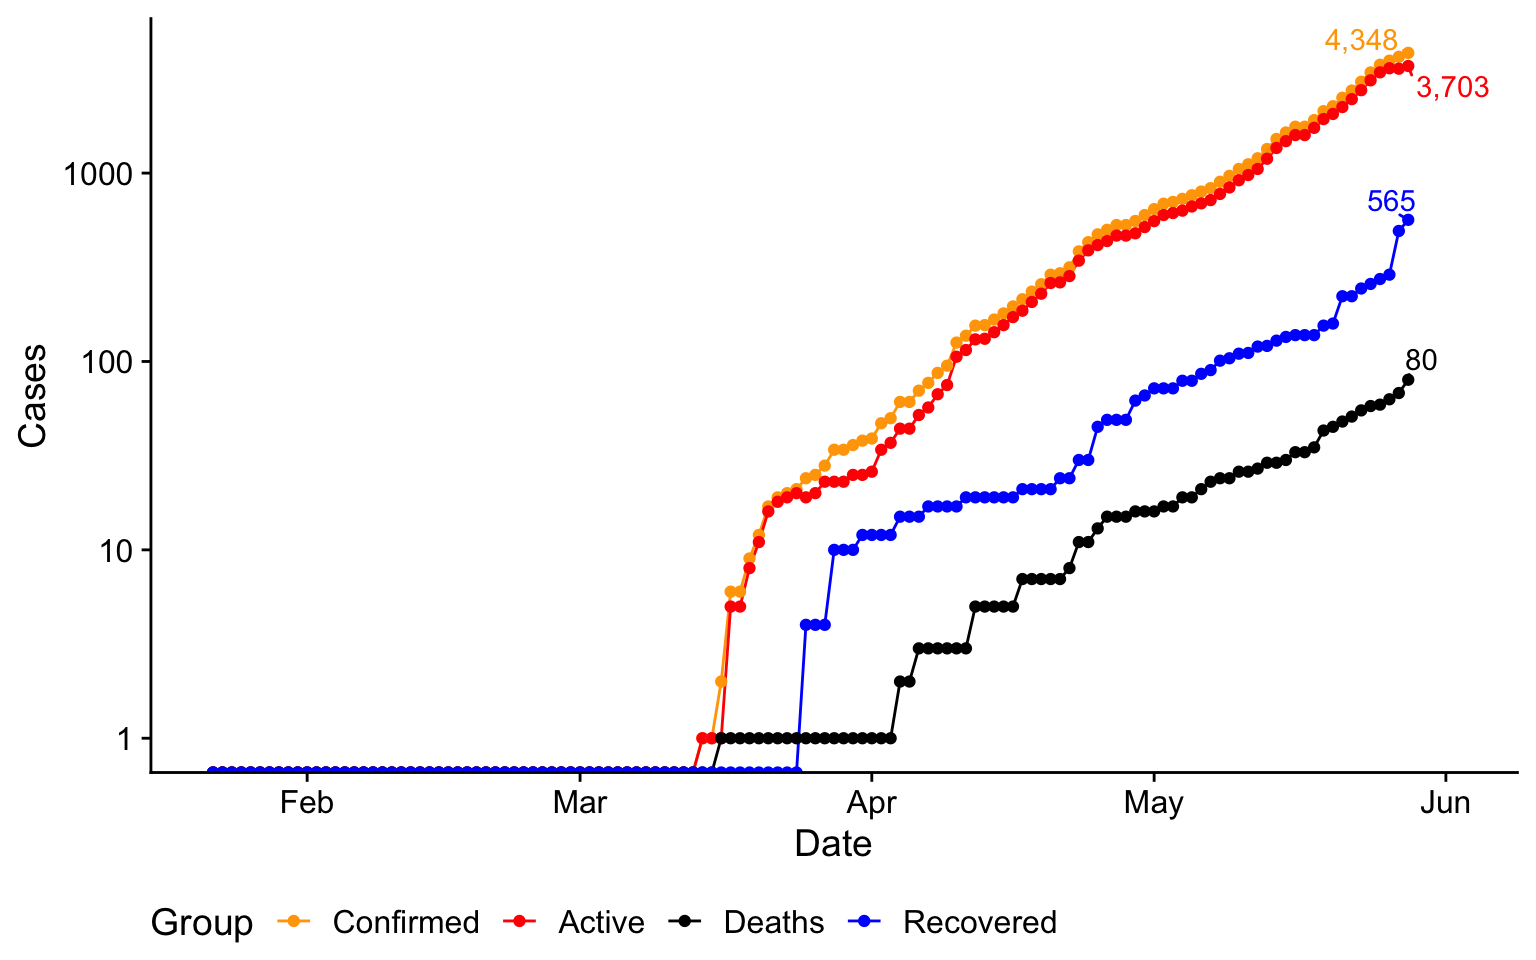 4,348
3,703
1000
565
100
80
10
1
Cases
Feb Mar Apr May Jun
Date
Group Confirmed Active Deaths Recovered